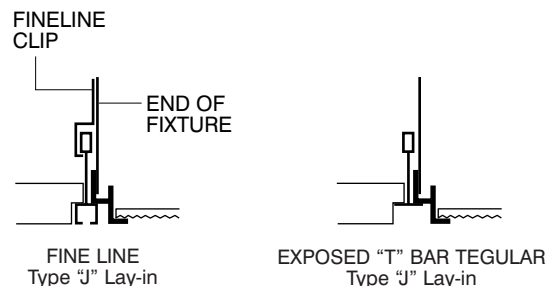 FINELINE
CLIP
END OF
FIXTURE
FINE LINE
Type “J” Lay-in
EXPOSED “T” BAR TEGULAR
Type “J” Lay-in